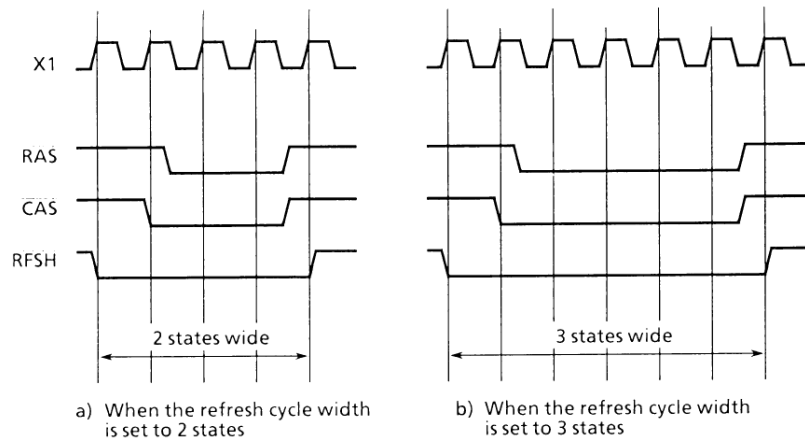 X1
RAS
CAS
RFSH
2 states wide
3 states wide
a) When the refresh cycle width
is set to 2 states
b) When the refresh cycle width
is set to 3 states